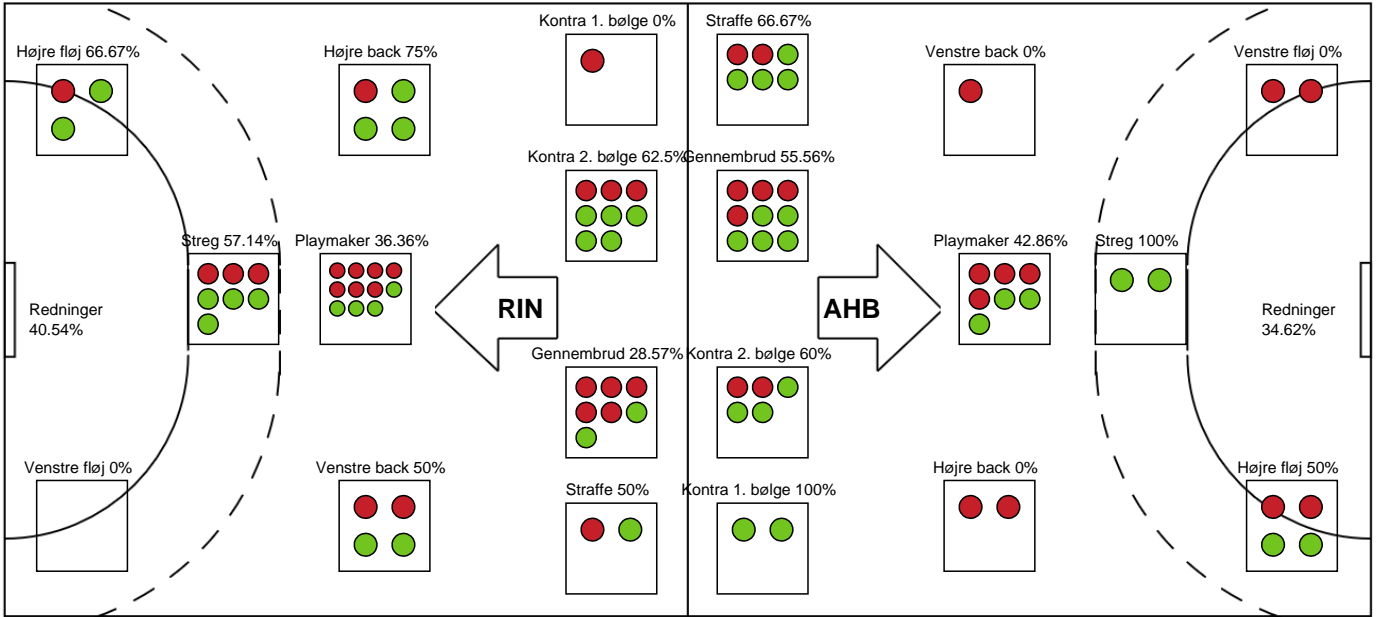 Kontra 1. bølge 0%
Straffe 66.67%
Højre fløj 66.67%
Højre back 75%
Venstre back 0%
Venstre fløj 0%
Kontra 2. bølge 62.5%
Gennembrud 55.56%
Streg 57.14%
Playmaker 36.36%
Playmaker 42.86%
Streg 100%
Redninger
40.54%
RIN
AHB
Redninger
34.62%
Gennembrud 28.57%
Kontra 2. bølge 60%
Venstre fløj 0%
Venstre back 50%
Straffe 50%
Kontra 1. bølge 100%
Højre back 0%
Højre fløj 50%